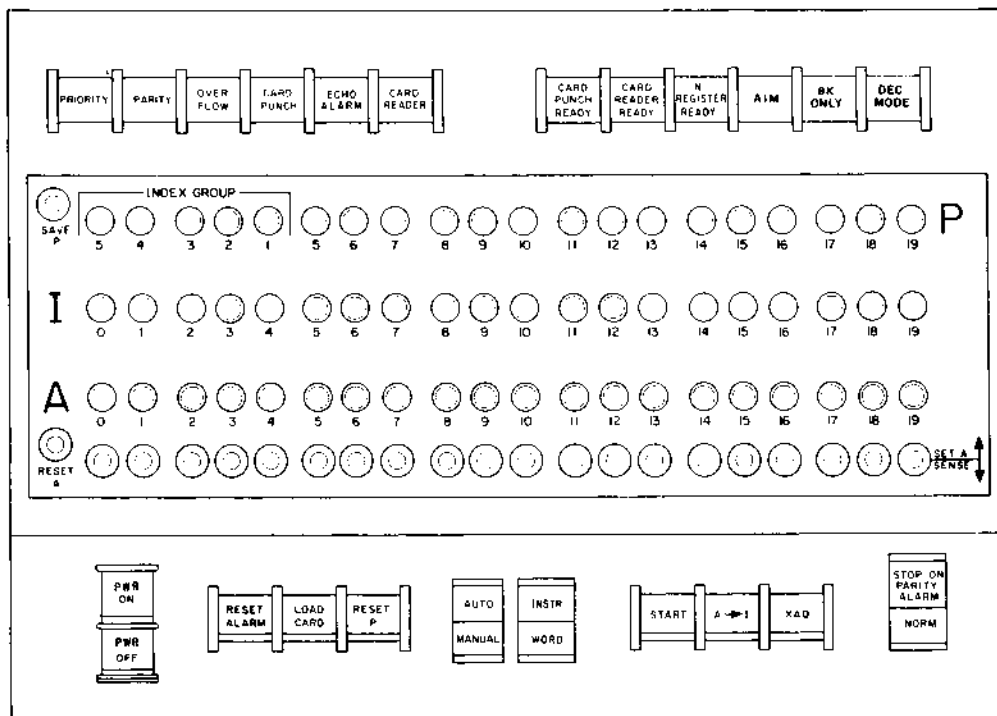 PRIORITY PARITY OVER FLOW CARD PUNCH ECHO ALARM CARD READER
CARD PUNCH READY CARD READER READY N REGISTER READY AIM BK ONLY DEC MODE
INDEX GROUP
SAVE P
P
5 4 3 2 1 5 6 7 8 9 10 11 12 13 14 15 16 17 18 19
I
0 1 2 3 4 5 6 7 8 9 10 11 12 13 14 15 16 17 18 19
A
0 1 2 3 4 5 6 7 8 9 10 11 12 13 14 15 16 17 18 19
RESET A
SET A
SENSE
PWR ON
PWR OFF
RESET ALARM LOAD CARD RESET P
AUTO
MANUAL
INSTR
WORD
START A→I XAQ
STOP ON PARITY ALARM
NORM